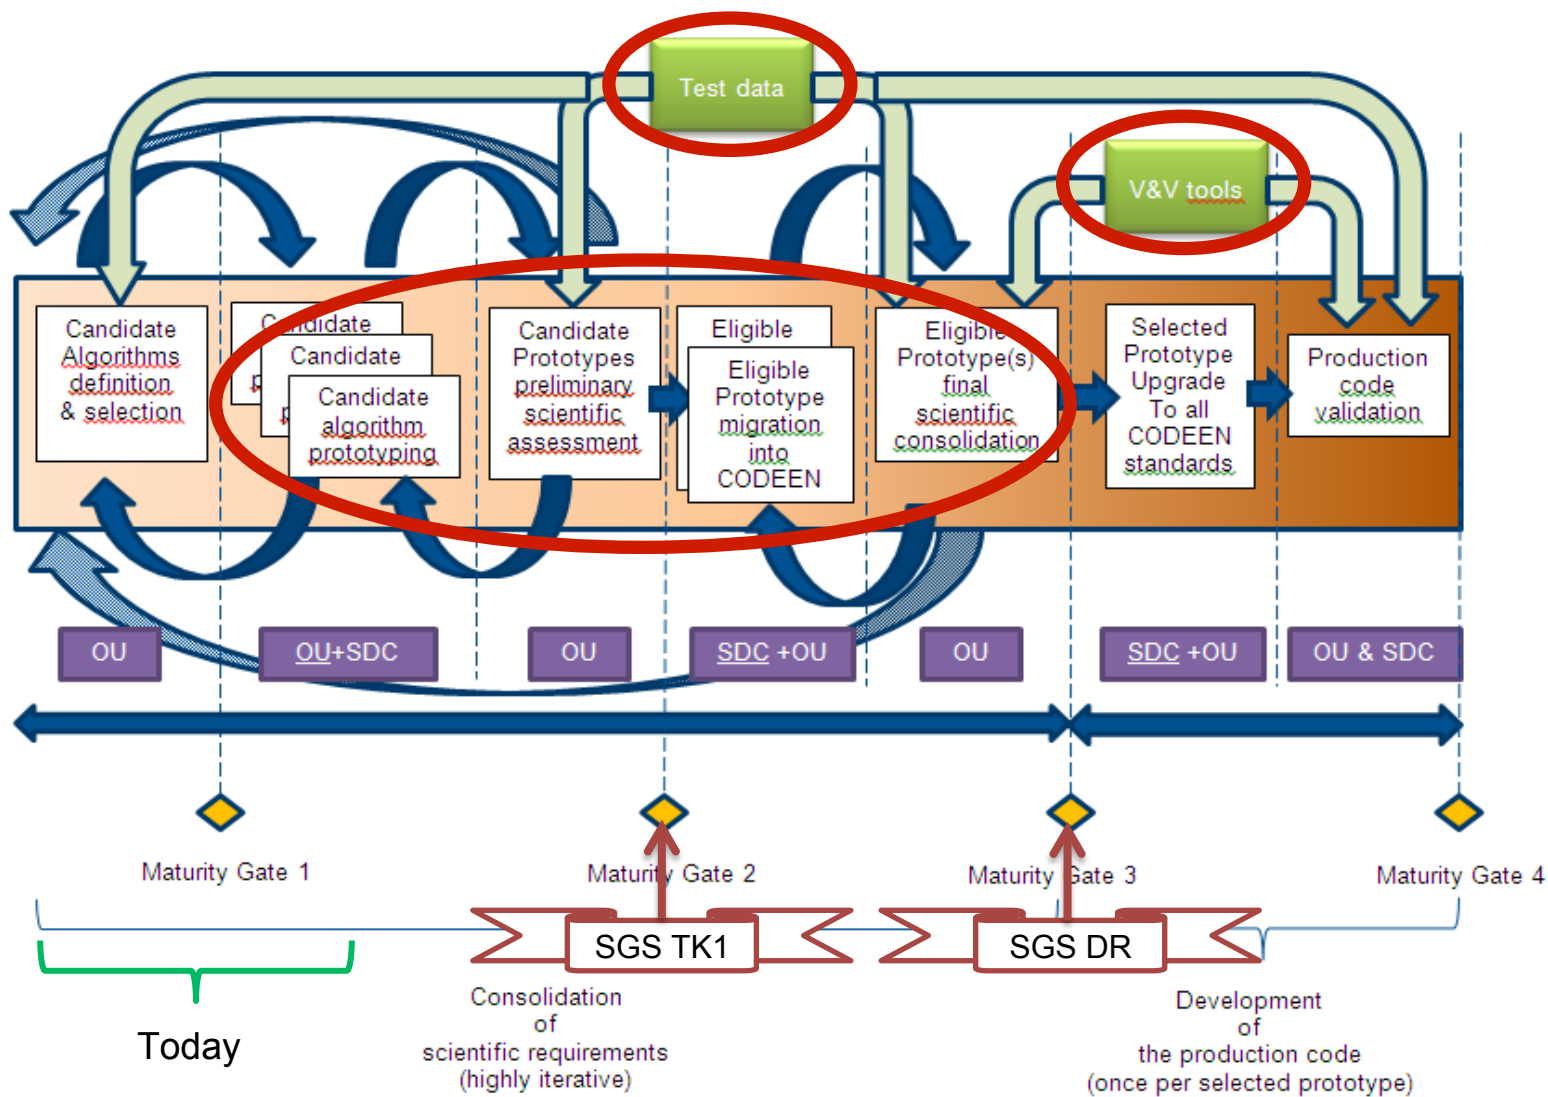 Test data
V&V tools
Candidate
Algorithms
definition
& selection
Candidate
p
Candidate
p
Candidate
algorithm
prototyping
Candidate
Prototypes
preliminary
scientific
assessment
Eligible
Eligible
Prototype
migration
into
CODEEN
Eligible
Prototype(s)
final
scientific
consolidation
Selected
Prototype
Upgrade
To all
CODEEN
standards
Production
code
validation
OU
OU+SDC
OU
SDC +OU
OU
SDC +OU
OU & SDC
Maturity Gate 1
Maturity Gate 2
Maturity Gate 3
Maturity Gate 4
SGS TK1
SGS DR
Today
Consolidation
of
scientific requirements
(highly iterative)
Development
of
the production code
(once per selected prototype)